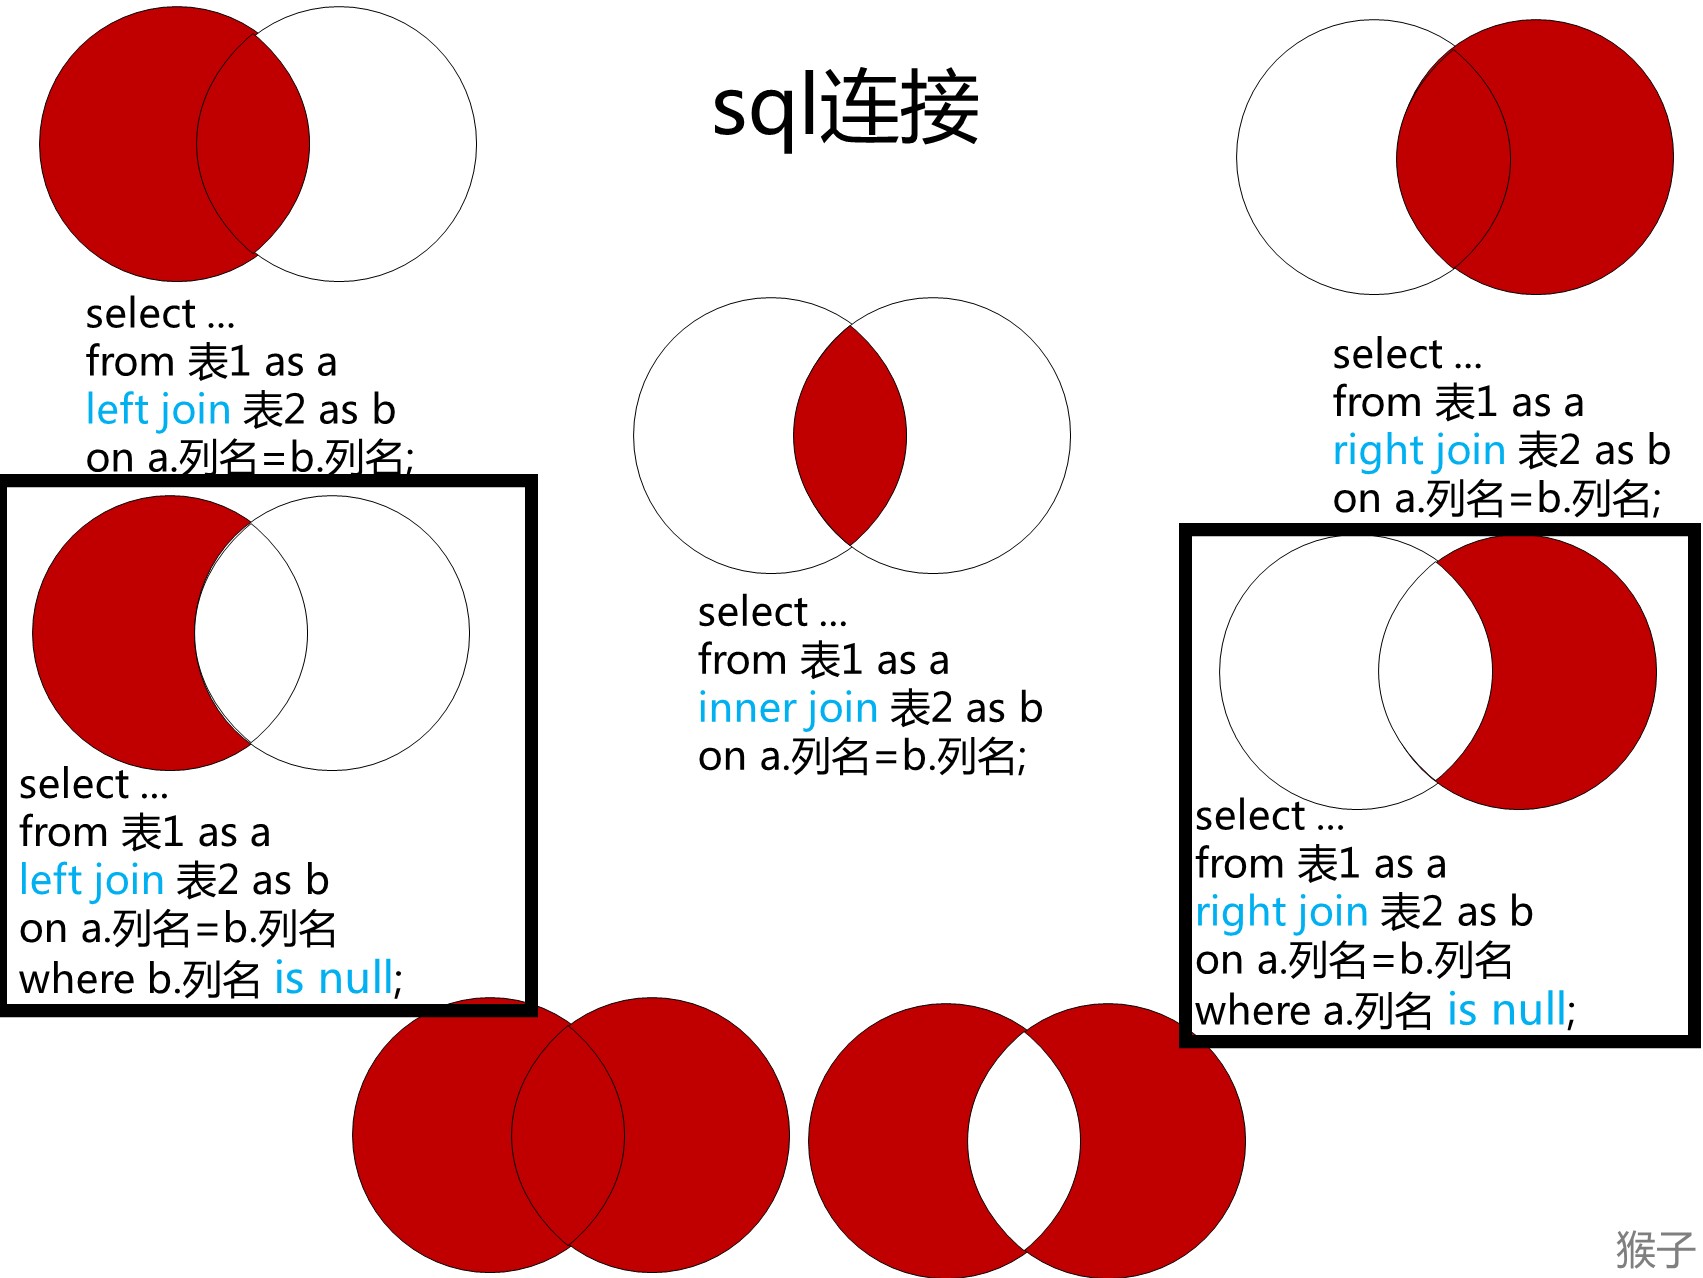 sql连接
select ...
from 表1 as a
left join 表2 as b
on a.列名=b.列名;
select ...
from 表1 as a
right join 表2 as b
on a.列名=b.列名;
select ...
from 表1 as a
inner join 表2 as b
on a.列名=b.列名;
select ...
from 表1 as a
left join 表2 as b
on a.列名=b.列名
where b.列名 is null;
select ...
from 表1 as a
right join 表2 as b
on a.列名=b.列名
where a.列名 is null;
猴子